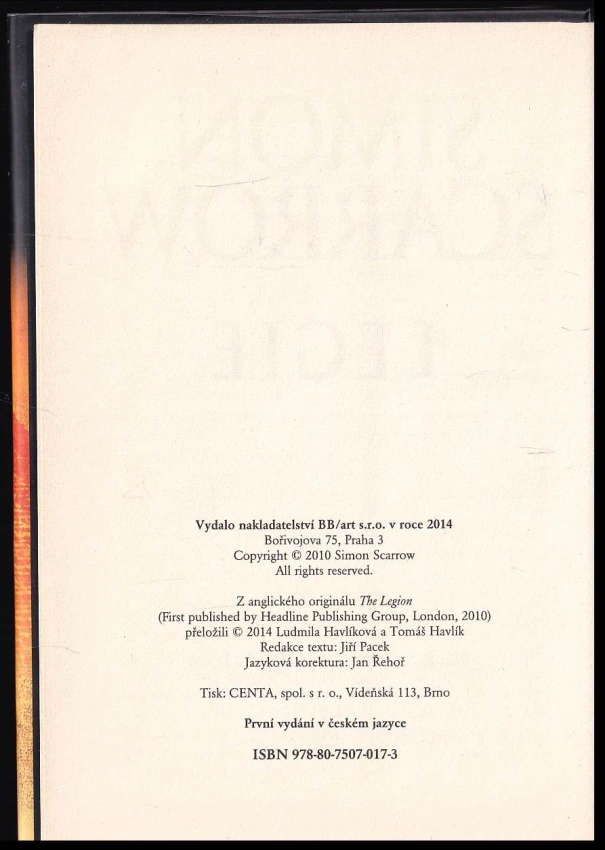 Vydalo nakladatelství BB/art s.r.o. v roce 2014
Bořivojova 75, Praha 3
Copyright © 2010 Simon Scarrow
All rights reserved.
Z anglického originálu The Legion
(First published by Headline Publishing Group, London, 2010)
přeložili © 2014 Ludmila Havlíková a Tomáš Havlík
Redakce textu: Jiří Pacek
Jazyková korektura: Jan Řehoř
Tisk: CENTA, spol. s r. o., Vídeňská 113, Brno
První vydání v českém jazyce
ISBN 978-80-7507-017-3